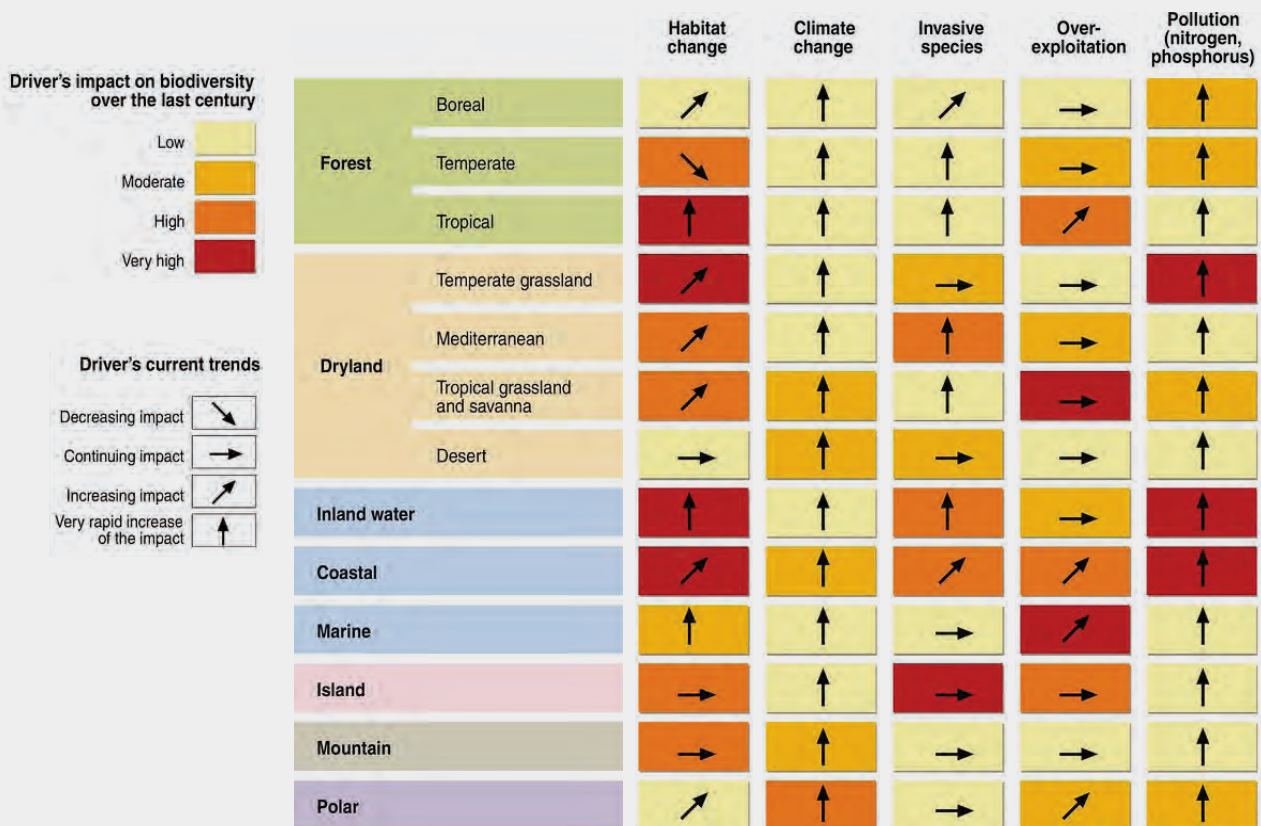 Habitat
change
Climate
change
Invasive
species
Over-
exploitation
Pollution
(nitrogen,
phosphorus)
Driver's impact on biodiversity
over the last century
Low
Moderate
High
Very high
Driver's current trends
Decreasing impact
Continuing impact
Increasing impact
Very rapid increase
of the impact
Forest
Boreal
Temperate
Tropical
Dryland
Temperate grassland
Mediterranean
Tropical grassland
and savanna
Desert
Inland water
Coastal
Marine
Island
Mountain
Polar